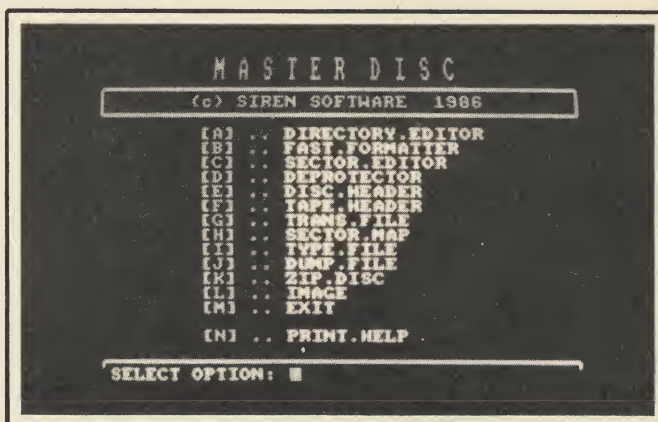 MASTER DISC
(c) SIREN SOFTWARE 1986
[A] .. DIRECTORY.EDITOR
[B] .. FAST.FORMATTER
[C] .. SECTOR.EDITOR
[D] .. DEPROTECTOR
[E] .. DISC.HEADER
[F] .. TAPE.HEADER
[G] .. TRANS.FILE
[H] .. SECTOR.MAP
[I] .. TYPE.FILE
[J] .. DUMP.FILE
[K] .. ZIP.DISC
[L] .. IMAGE
[M] .. EXIT
[N] .. PRINT.HELP
SELECT OPTION: